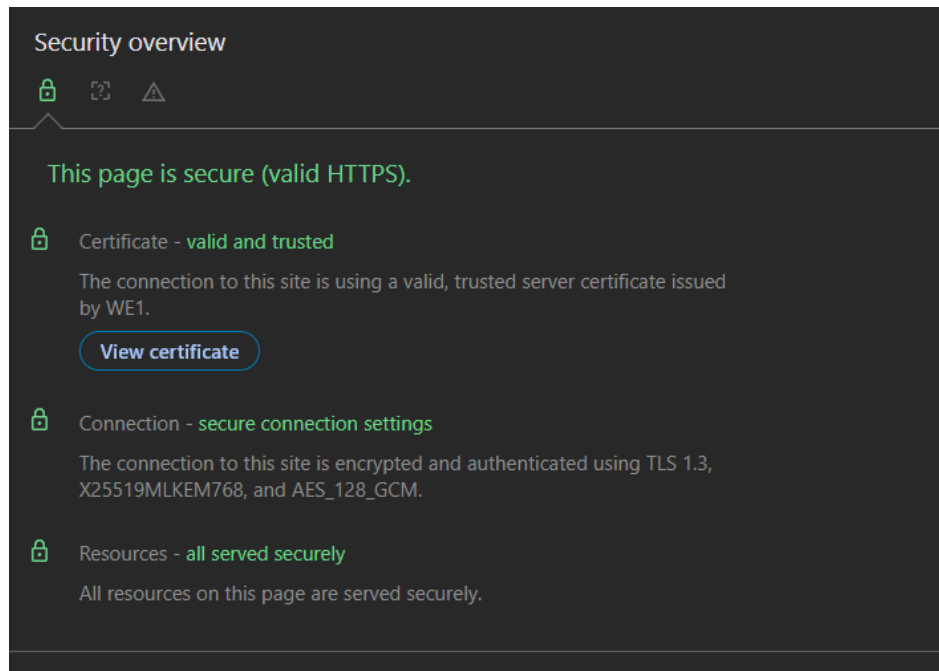 Security overview
This page is secure (valid HTTPS).
Certificate - valid and trusted
The connection to this site is using a valid, trusted server certificate issued
by WE1.
View certificate
Connection - secure connection settings
The connection to this site is encrypted and authenticated using TLS 1.3,
X25519MLKEM768, and AES_128_GCM.
Resources - all served securely
All resources on this page are served securely.